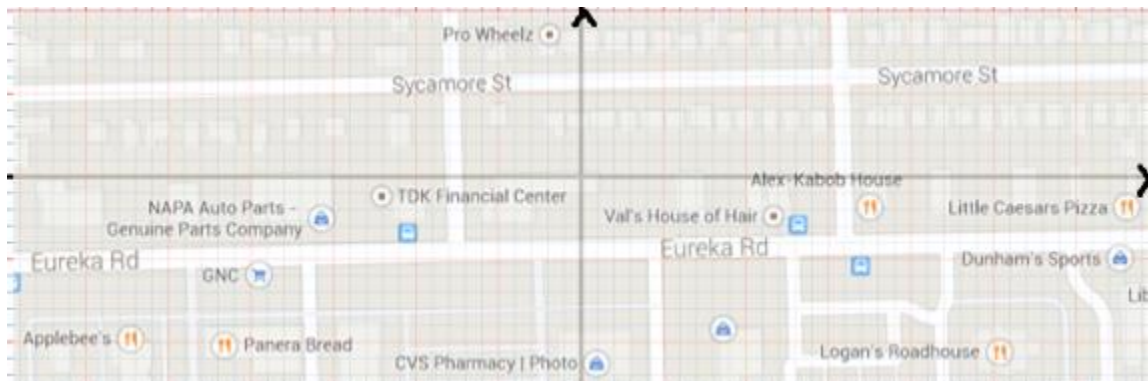 Pro Wheelz
Sycamore St
Sycamore St
Alex-Kabob House
TDK Financial Center
NAPA Auto Parts -
Genuine Parts Company
Val's House of Hair
Little Caesars Pizza
Eureka Rd
Eureka Rd
Dunham's Sports
GNC
Lit
Applebee's
Panera Bread
Logan's Roadhouse
CVS Pharmacy | Photo